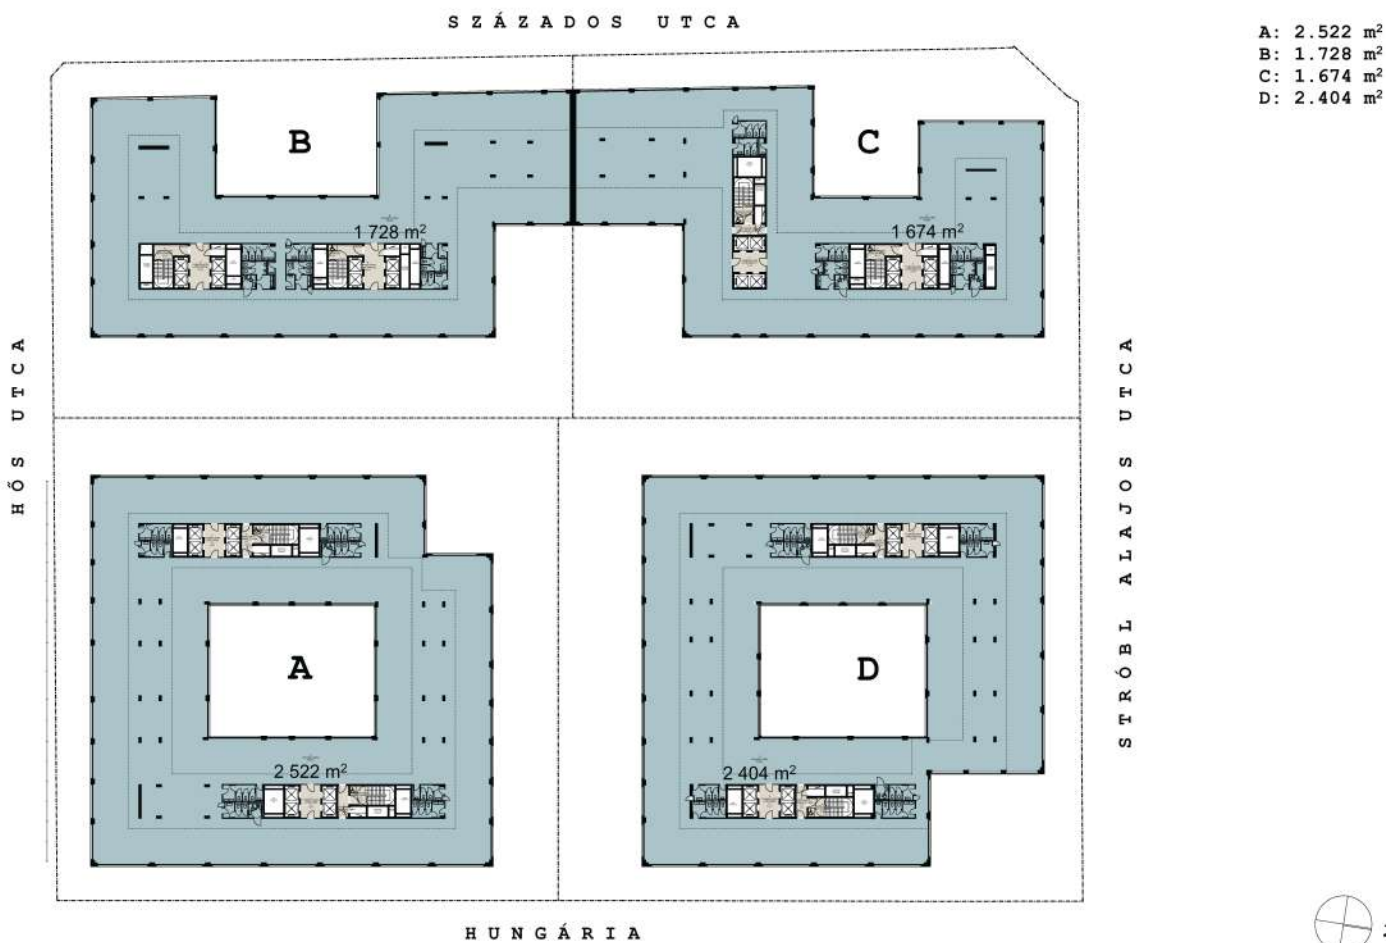 SZÁZADOS UTCA
A: 2.522 m²
B: 1.728 m²
C: 1.674 m²
D: 2.404 m²
B
C
1 728 m²
1 674 m²
HŐS UTCA
STRÓBL ALAJOS UTCA
A
D
2 522 m²
2 404 m²
HUNGÁRIA